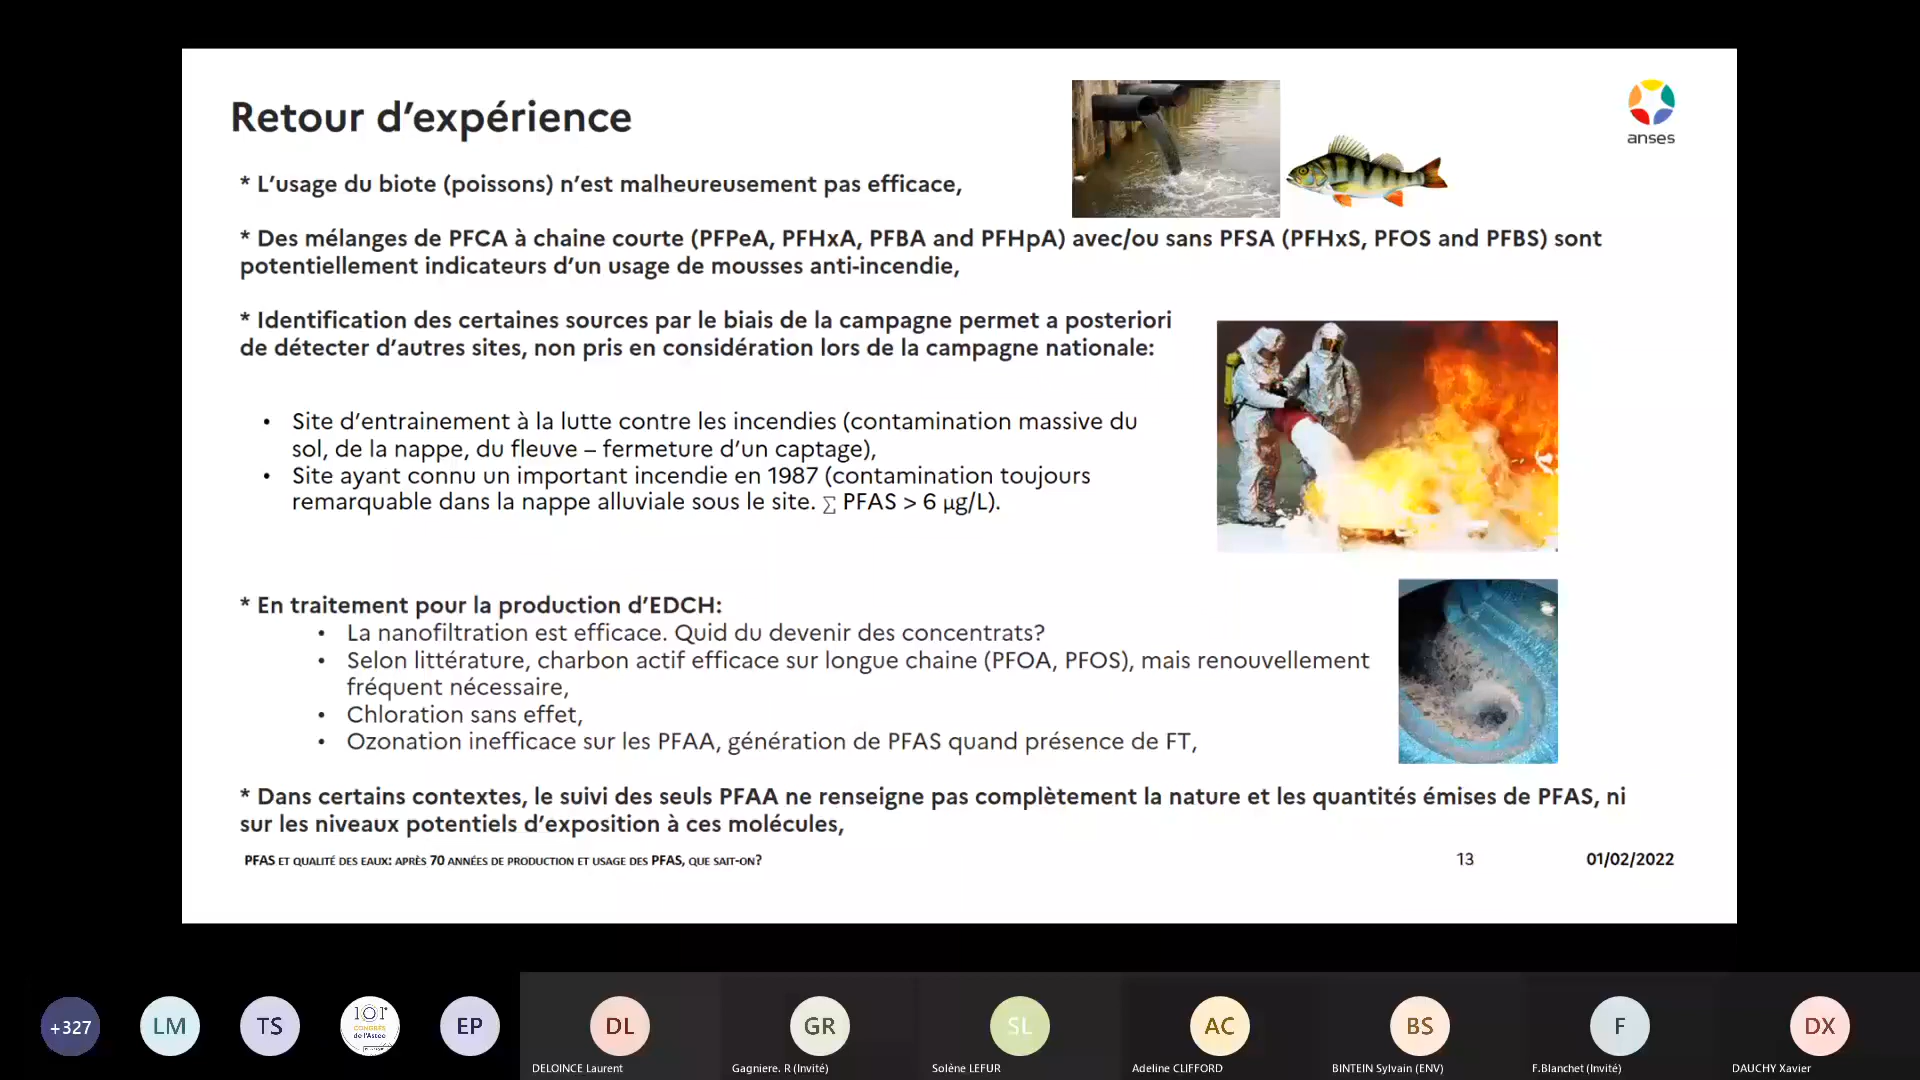 Retour d'expérience
anses
* L'usage du biote (poissons) n'est malheureusement pas efficace,
* Des mélanges de PFCA à chaine courte (PFPeA, PFHxA, PFBA and PFHpA) avec/ou sans PFSA (PFHxS, PFOS and PFBS) sont
potentiellement indicateurs d'un usage de mousses anti-incendie,
* Identification des certaines sources par le biais de la campagne permet a posteriori
de détecter d'autres sites, non pris en considération lors de la campagne nationale:
• Site d'entrainement à la lutte contre les incendies (contamination massive du
sol, de la nappe, du fleuve – fermeture d'un captage),
• Site ayant connu un important incendie en 1987 (contamination toujours
remarquable dans la nappe alluviale sous le site. ∑ PFAS > 6 µg/L).
* En traitement pour la production d'EDCH:
• La nanofiltration est efficace. Quid du devenir des concentrats?
• Selon littérature, charbon actif efficace sur longue chaine (PFOA, PFOS), mais renouvellement
fréquent nécessaire,
• Chloration sans effet,
• Ozonation inefficace sur les PFAA, génération de PFAS quand présence de FT,
* Dans certains contextes, le suivi des seuls PFAA ne renseigne pas complètement la nature et les quantités émises de PFAS, ni
sur les niveaux potentiels d'exposition à ces molécules,
PFAS ET QUALITÉ DES EAUX: APRÈS 70 ANNÉES DE PRODUCTION ET USAGE DES PFAS, QUE SAIT-ON?
13
01/02/2022
+327
LM
TS
101e
CONGRÈS
de l'Astee
EP
DL
GR
SL
AC
BS
F
DX
DELOINCE Laurent
Gagniere. R (Invité)
Solène LEFUR
Adeline CLIFFORD
BINTEIN Sylvain (ENV)
F.Blanchet (Invité)
DAUCHY Xavier